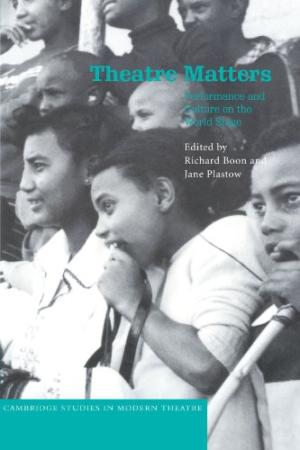 Theatre Matters
Performance and
Culture on the
World Stage
Edited by
Richard Boon and
Jane Plastow
CAMBRIDGE STUDIES IN MODERN THEATRE